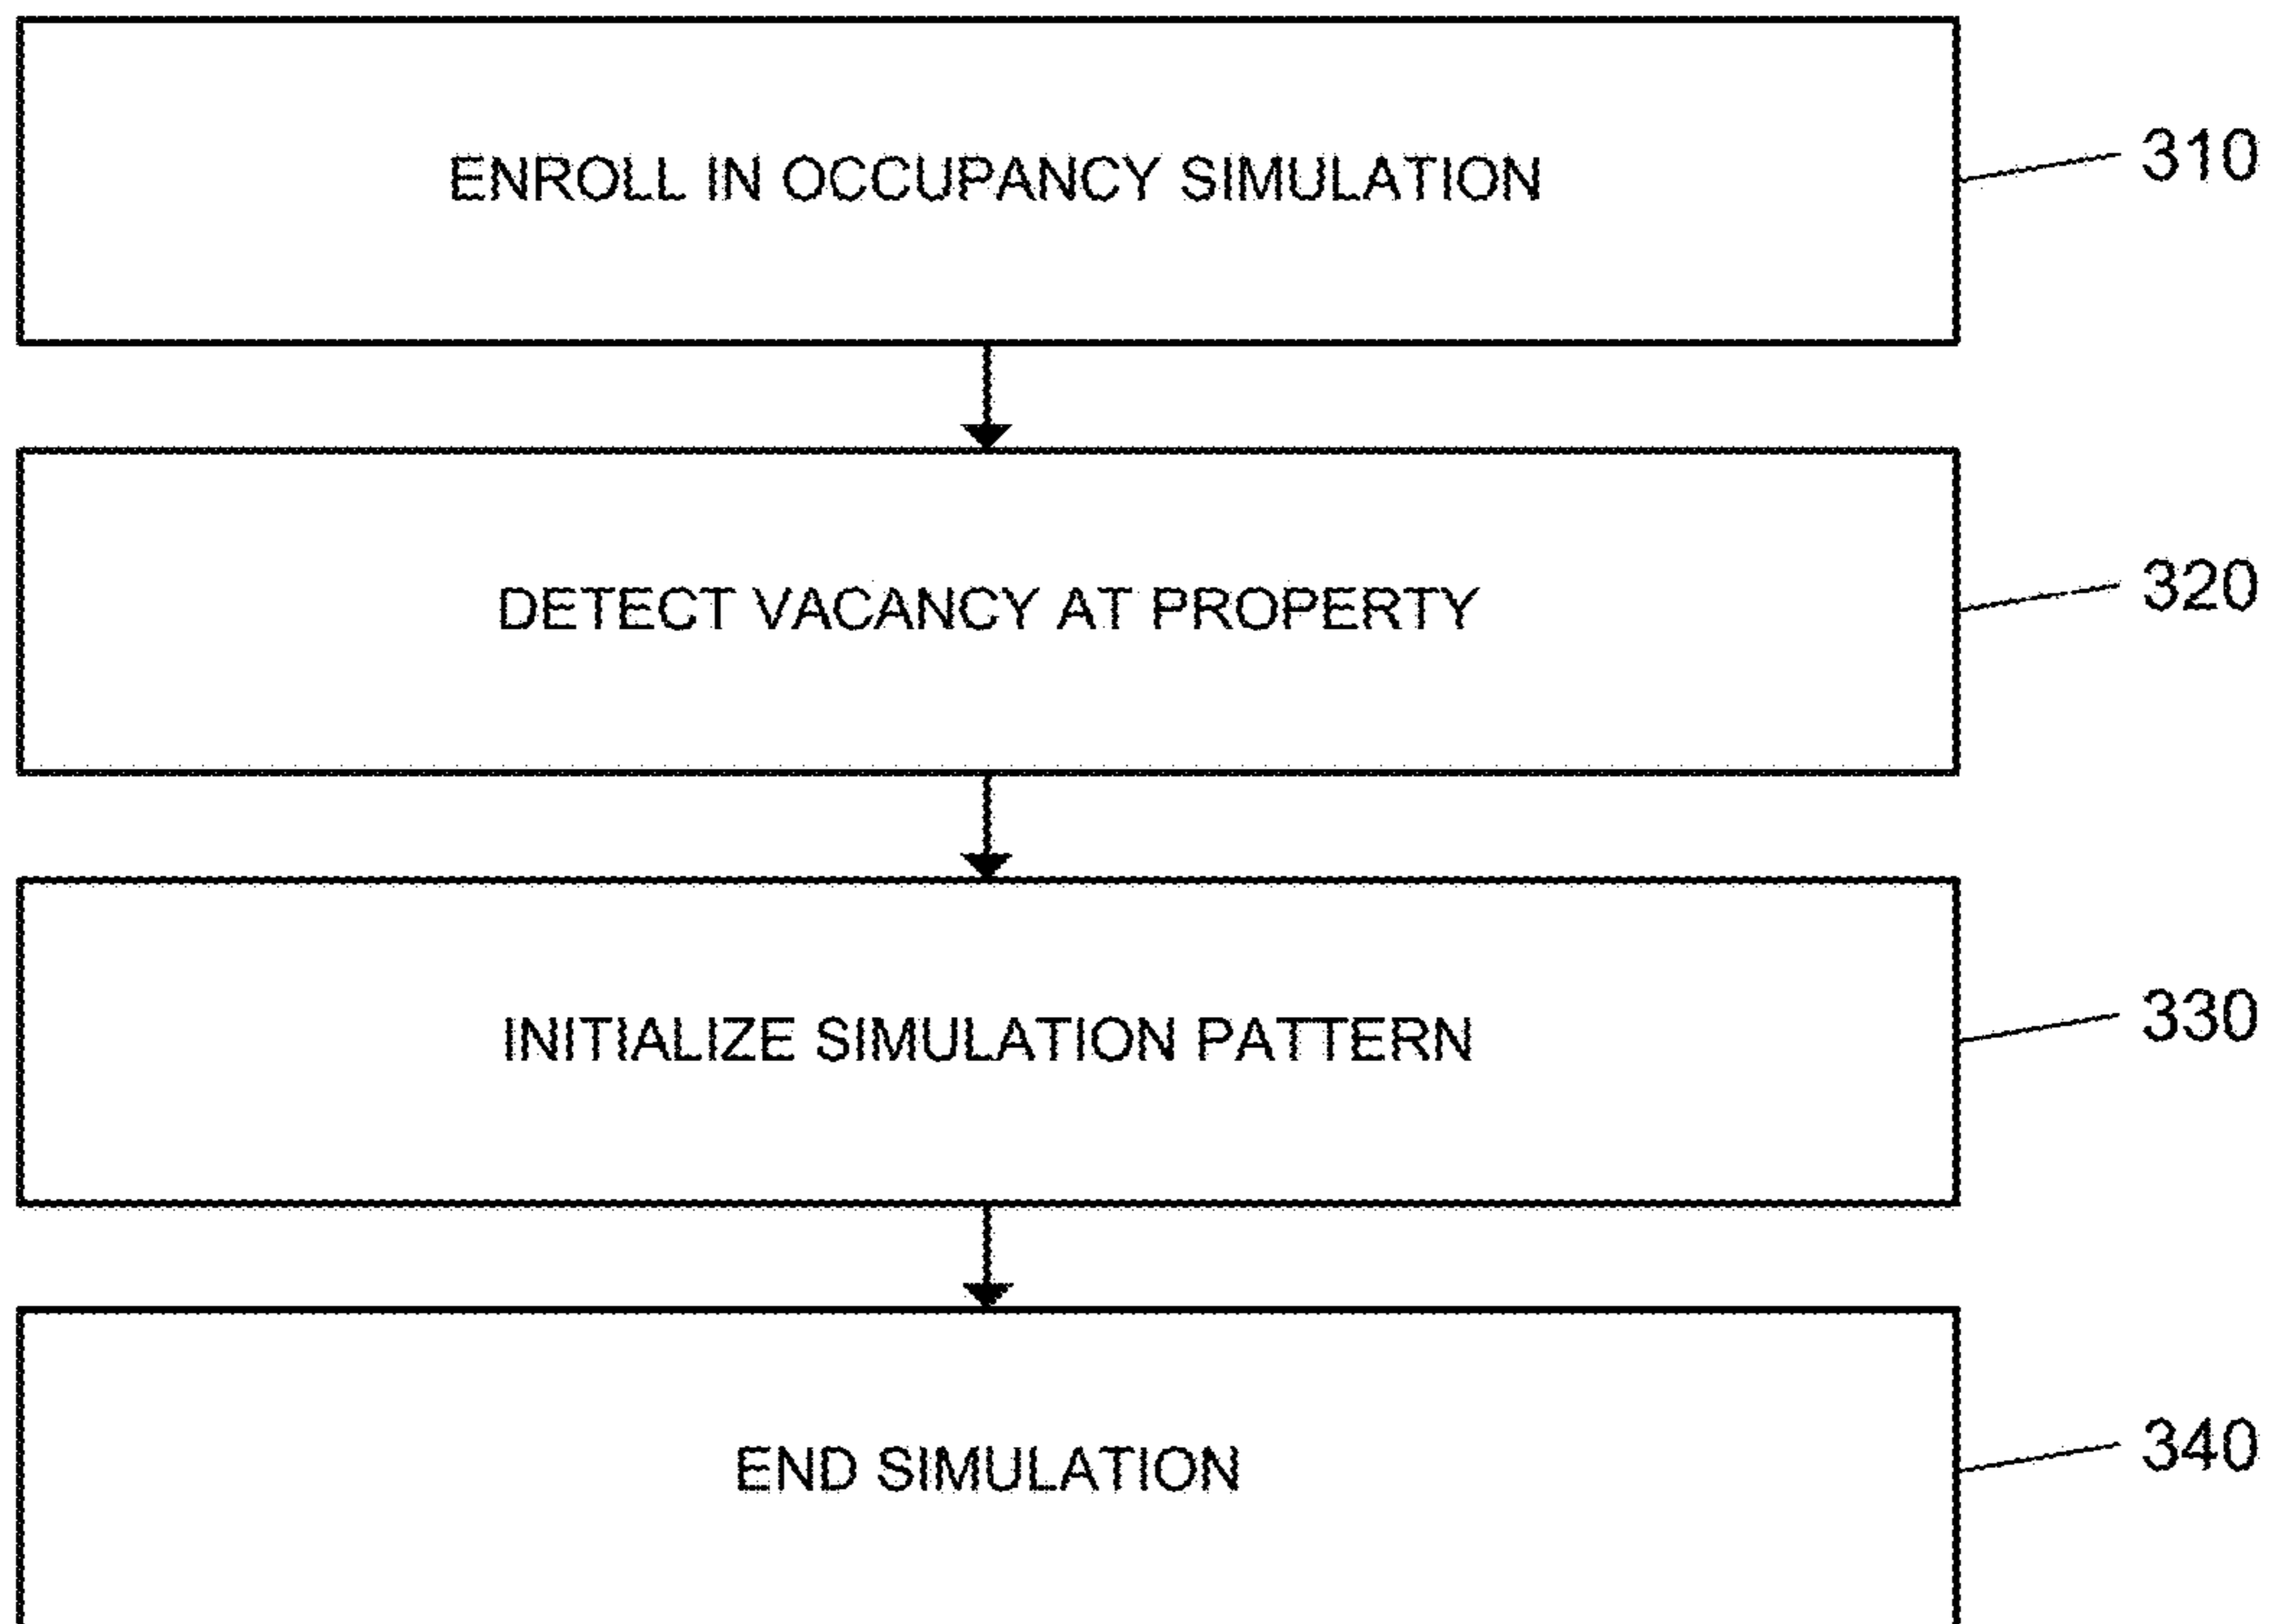 ENROLL IN OCCUPANCY SIMULATION
310
DETECT VACANCY AT PROPERTY
320
INITIALIZE SIMULATION PATTERN
330
END SIMULATION
340